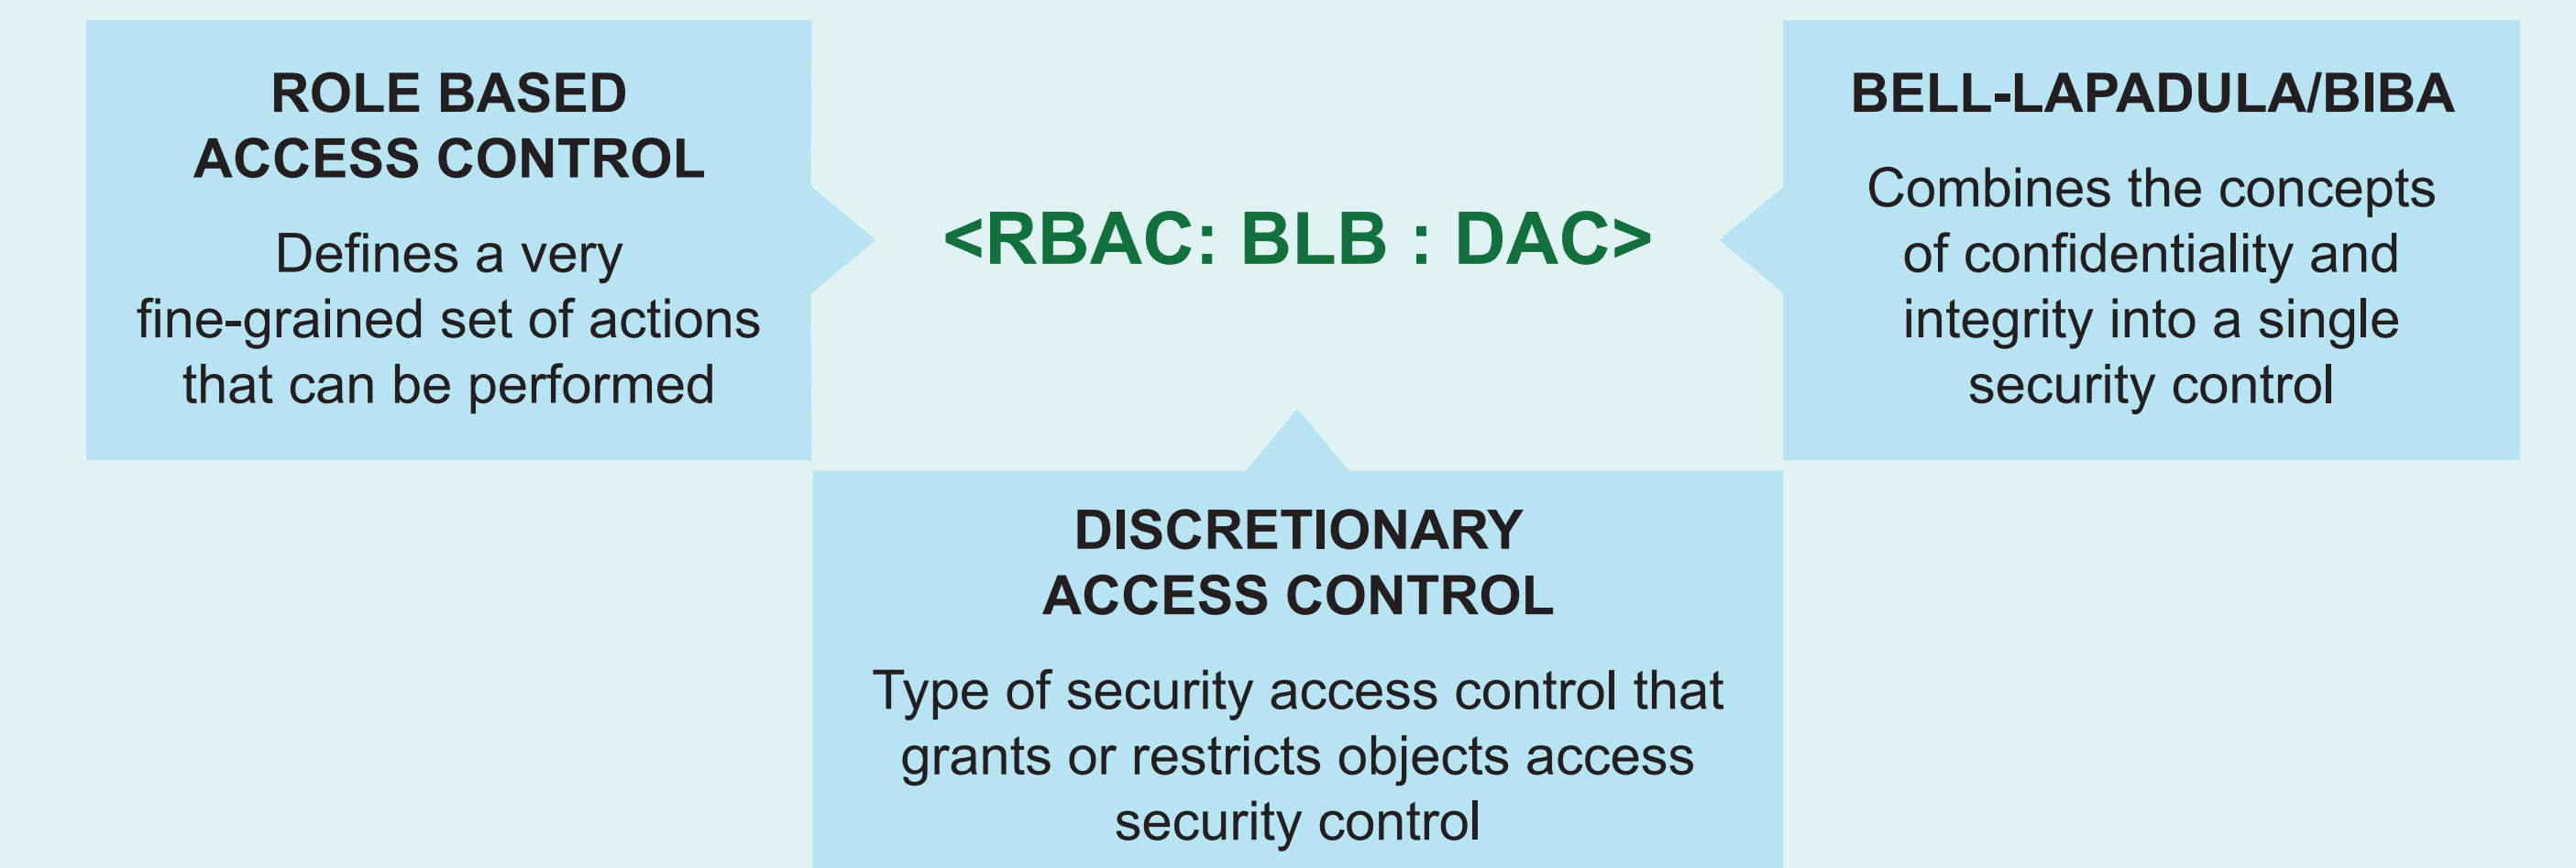 ROLE BASED
ACCESS CONTROL
Defines a very
fine-grained set of actions
that can be performed
<RBAC: BLB : DAC>
BELL-LAPADULA/BIBA
Combines the concepts
of confidentiality and
integrity into a single
security control
DISCRETIONARY
ACCESS CONTROL
Type of security access control that
grants or restricts objects access
security control